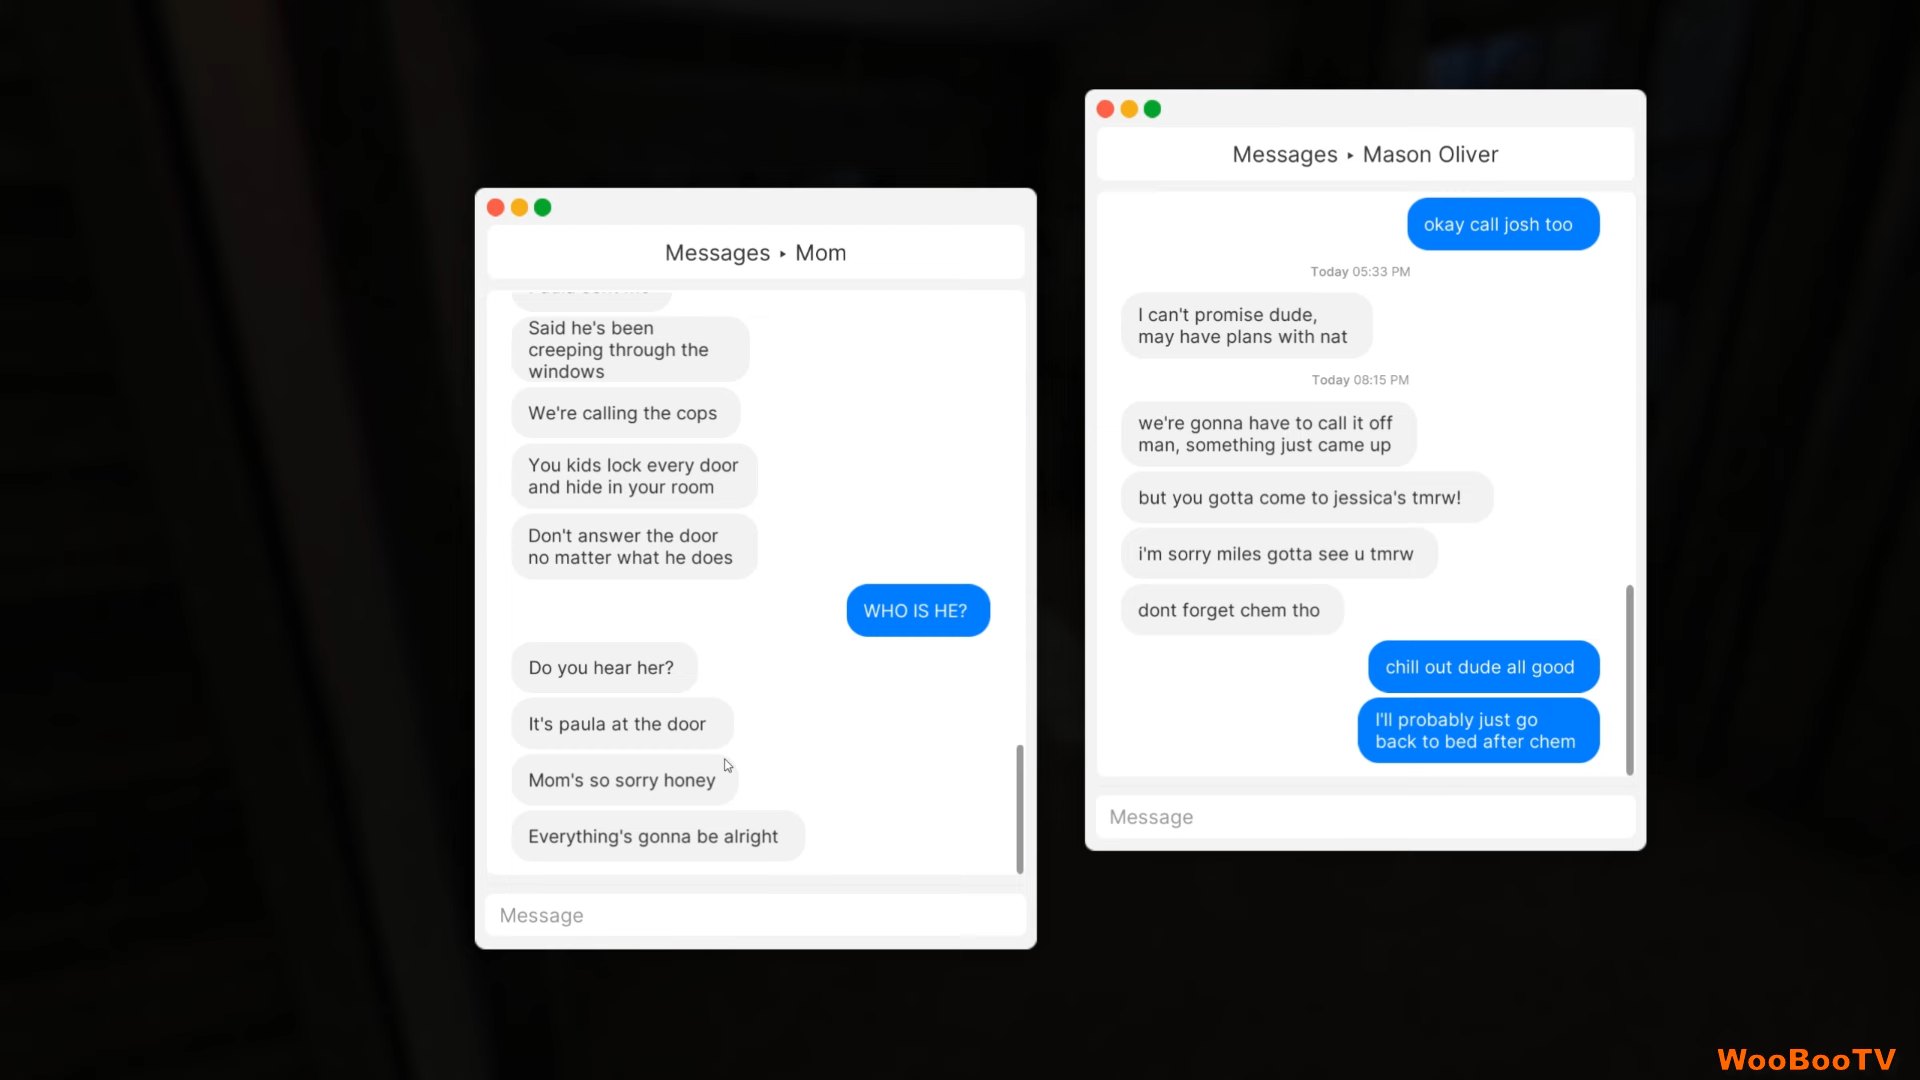 Messages ▸ Mom
Said he's been
creeping through the
windows
We're calling the cops
You kids lock every door
and hide in your room
Don't answer the door
no matter what he does
WHO IS HE?
Do you hear her?
It's paula at the door
Mom's so sorry honey
Everything's gonna be alright
Message
Messages ▸ Mason Oliver
okay call josh too
Today 05:33 PM
I can't promise dude,
may have plans with nat
Today 08:15 PM
we're gonna have to call it off
man, something just came up
but you gotta come to jessica's tmrw!
i'm sorry miles gotta see u tmrw
dont forget chem tho
chill out dude all good
I'll probably just go
back to bed after chem
Message
WooBooTV